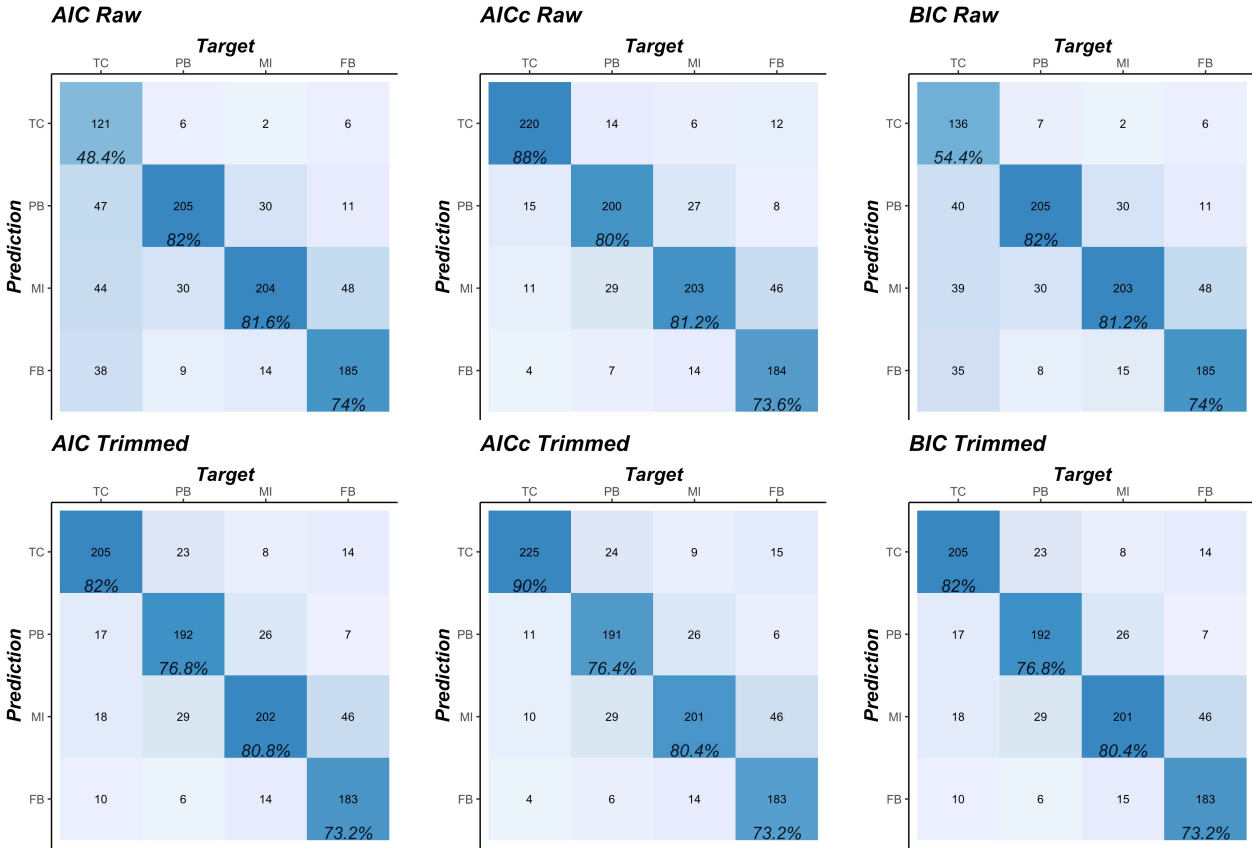 AIC Raw
Target
TC PB MI FB
Prediction
TC 121 6 2 6
48.4%
PB 47 205 30 11
82%
MI 44 30 204 48
81.6%
FB 38 9 14 185
74%
AICc Raw
Target
TC PB MI FB
Prediction
TC 220 14 6 12
88%
PB 15 200 27 8
80%
MI 11 29 203 46
81.2%
FB 4 7 14 184
73.6%
BIC Raw
Target
TC PB MI FB
Prediction
TC 136 7 2 6
54.4%
PB 40 205 30 11
82%
MI 39 30 203 48
81.2%
FB 35 8 15 185
74%
AIC Trimmed
Target
TC PB MI FB
Prediction
TC 205 23 8 14
82%
PB 17 192 26 7
76.8%
MI 18 29 202 46
80.8%
FB 10 6 14 183
73.2%
AICc Trimmed
Target
TC PB MI FB
Prediction
TC 225 24 9 15
90%
PB 11 191 26 6
76.4%
MI 10 29 201 46
80.4%
FB 4 6 14 183
73.2%
BIC Trimmed
Target
TC PB MI FB
Prediction
TC 205 23 8 14
82%
PB 17 192 26 7
76.8%
MI 18 29 201 46
80.4%
FB 10 6 15 183
73.2%